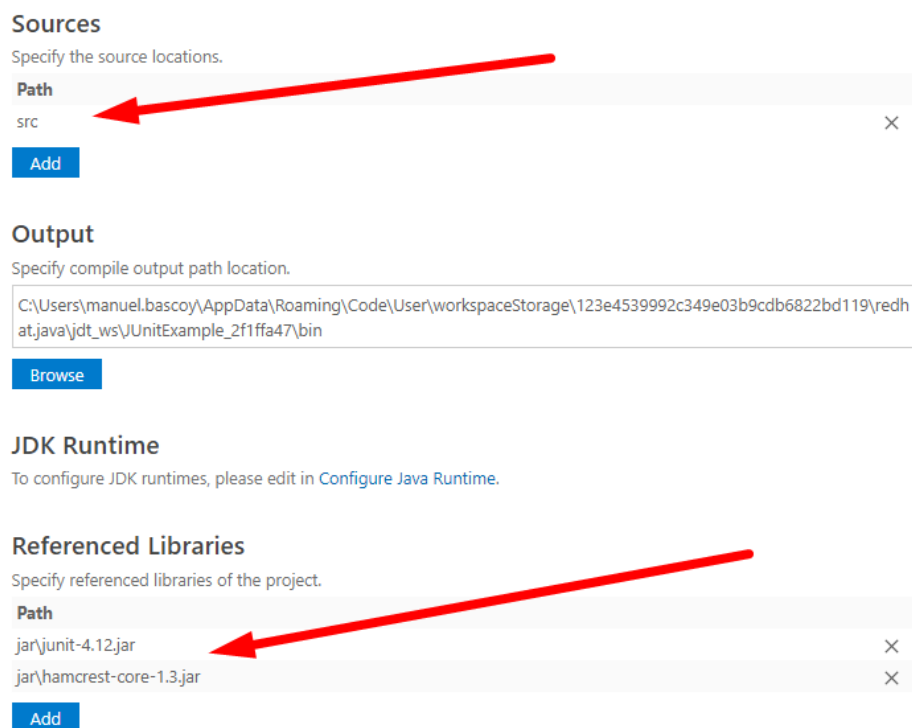 Sources
Specify the source locations.
Path
src
Add
Output
Specify compile output path location.
C:\Users\manuel.bascoy\AppData\Roaming\Code\User\workspaceStorage\123e4539992c349e03b9cdb6822bd119\redh
at.java\jdt_ws\JUnitExample_2f1ffa47\bin
Browse
JDK Runtime
To configure JDK runtimes, please edit in Configure Java Runtime.
Referenced Libraries
Specify referenced libraries of the project.
Path
jar\junit-4.12.jar
jar\hamcrest-core-1.3.jar
Add